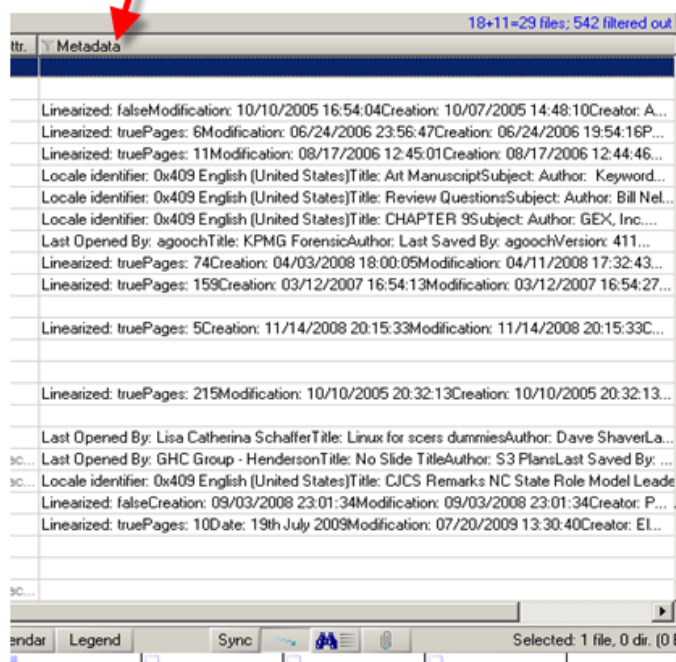 18+11=29 files; 542 filtered out
ttr. Metadata
Linearized: falseModification: 10/10/2005 16:54:04Creation: 10/07/2005 14:48:10Creator: A...
Linearized: truePages: 6Modification: 06/24/2006 23:56:47Creation: 06/24/2006 19:54:16P...
Linearized: truePages: 11Modification: 08/17/2006 12:45:01Creation: 08/17/2006 12:44:46...
Locale identifier: 0x409 English (United States)Title: Art ManuscriptSubject: Author: Keyword...
Locale identifier: 0x409 English (United States)Title: Review QuestionsSubject: Author: Bill Nel...
Locale identifier: 0x409 English (United States)Title: CHAPTER 9Subject: Author: GEX, Inc....
Last Opened By: agoochTitle: KPMG ForensicAuthor: Last Saved By: agoochVersion: 411...
Linearized: truePages: 74Creation: 04/03/2008 18:00:05Modification: 04/11/2008 17:32:43...
Linearized: truePages: 159Creation: 03/12/2007 16:54:13Modification: 03/12/2007 16:54:27...
Linearized: truePages: 5Creation: 11/14/2008 20:15:33Modification: 11/14/2008 20:15:33C...
Linearized: truePages: 215Modification: 10/10/2005 20:32:13Creation: 10/10/2005 20:32:13...
Last Opened By: Lisa Catherina SchafferTitle: Linux for scers dummiesAuthor: Dave ShaverLa...
ac... Last Opened By: GHC Group - HendersonTitle: No Slide TitleAuthor: S3 PlansLast Saved By: ...
ac... Locale identifier: 0x409 English (United States)Title: CJCS Remarks NC State Role Model Leade
Linearized: falseCreation: 09/03/2008 23:01:34Modification: 09/03/2008 23:01:34Creator: P...
Linearized: truePages: 10Date: 19th July 2009Modification: 07/20/2009 13:30:40Creator: El...
ac...
endar Legend Sync Selected: 1 file, 0 dir. (0